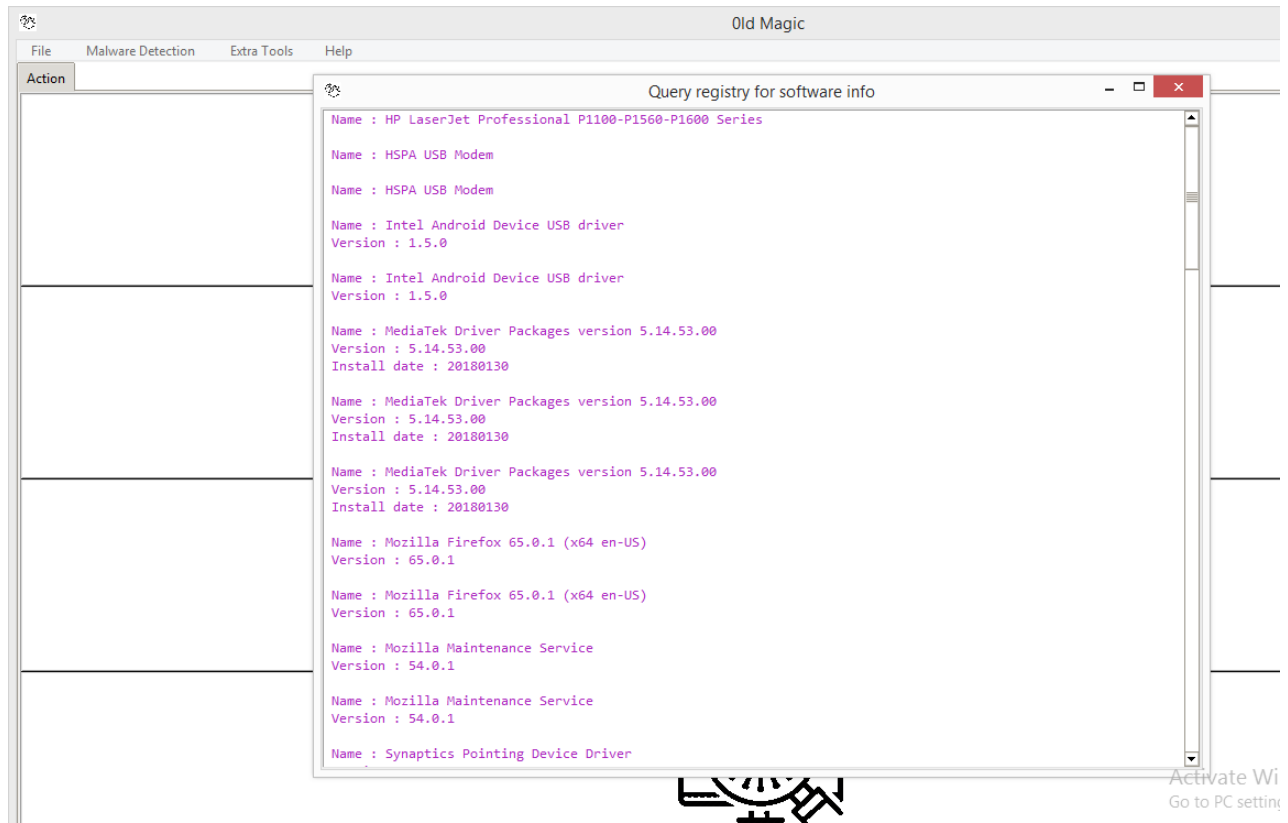 0ld Magic
File Malware Detection Extra Tools Help
Action
Query registry for software info
Name : HP LaserJet Professional P1100-P1560-P1600 Series
Name : HSPA USB Modem
Name : HSPA USB Modem
Name : Intel Android Device USB driver
Version : 1.5.0
Name : Intel Android Device USB driver
Version : 1.5.0
Name : MediaTek Driver Packages version 5.14.53.00
Version : 5.14.53.00
Install date : 20180130
Name : MediaTek Driver Packages version 5.14.53.00
Version : 5.14.53.00
Install date : 20180130
Name : MediaTek Driver Packages version 5.14.53.00
Version : 5.14.53.00
Install date : 20180130
Name : Mozilla Firefox 65.0.1 (x64 en-US)
Version : 65.0.1
Name : Mozilla Firefox 65.0.1 (x64 en-US)
Version : 65.0.1
Name : Mozilla Maintenance Service
Version : 54.0.1
Name : Mozilla Maintenance Service
Version : 54.0.1
Name : Synaptics Pointing Device Driver
Activate Wi
Go to PC setting